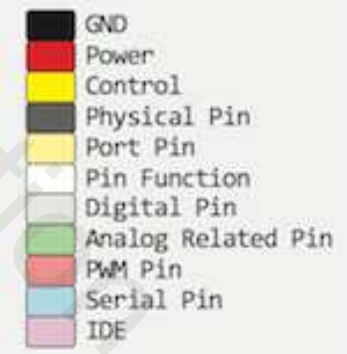 GND
Power
Control
Physical Pin
Port Pin
Pin Function
Digital Pin
Analog Related Pin
PWM Pin
Serial Pin
IDE